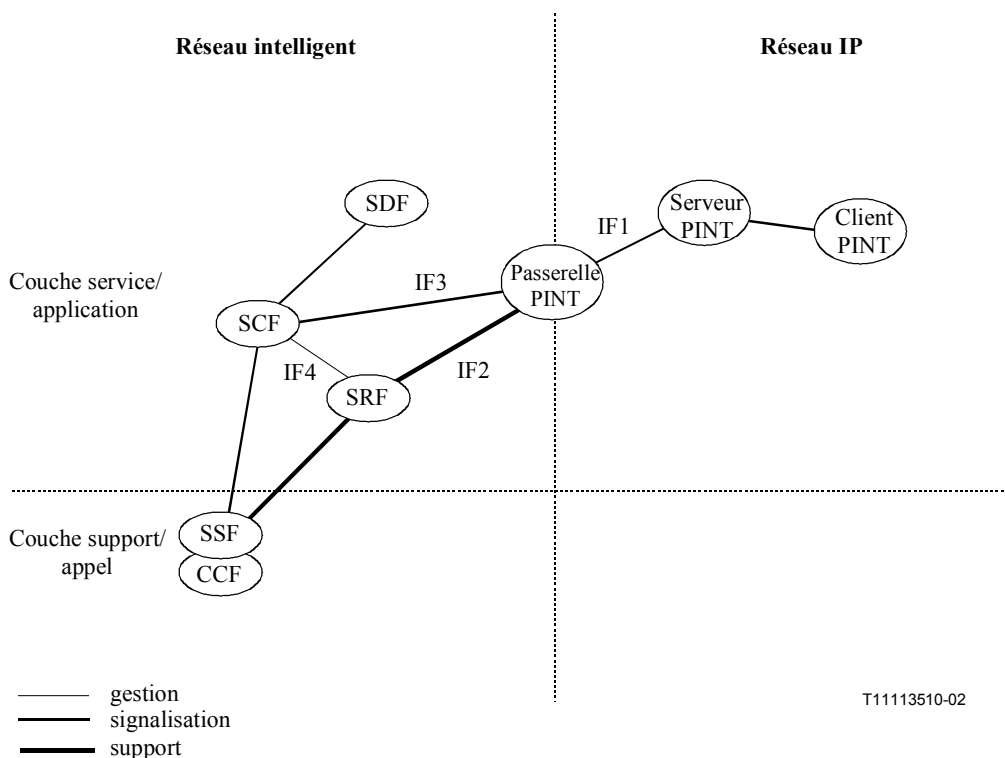 Réseau intelligent
Réseau IP
SDF
Serveur
PINT
Client
PINT
IF1
Passerelle
PINT
Couche service/
application
IF3
SCF
IF4
IF2
SRF
Couche support/
appel
SSF
CCF
gestion
signalisation
support
T11113510-02